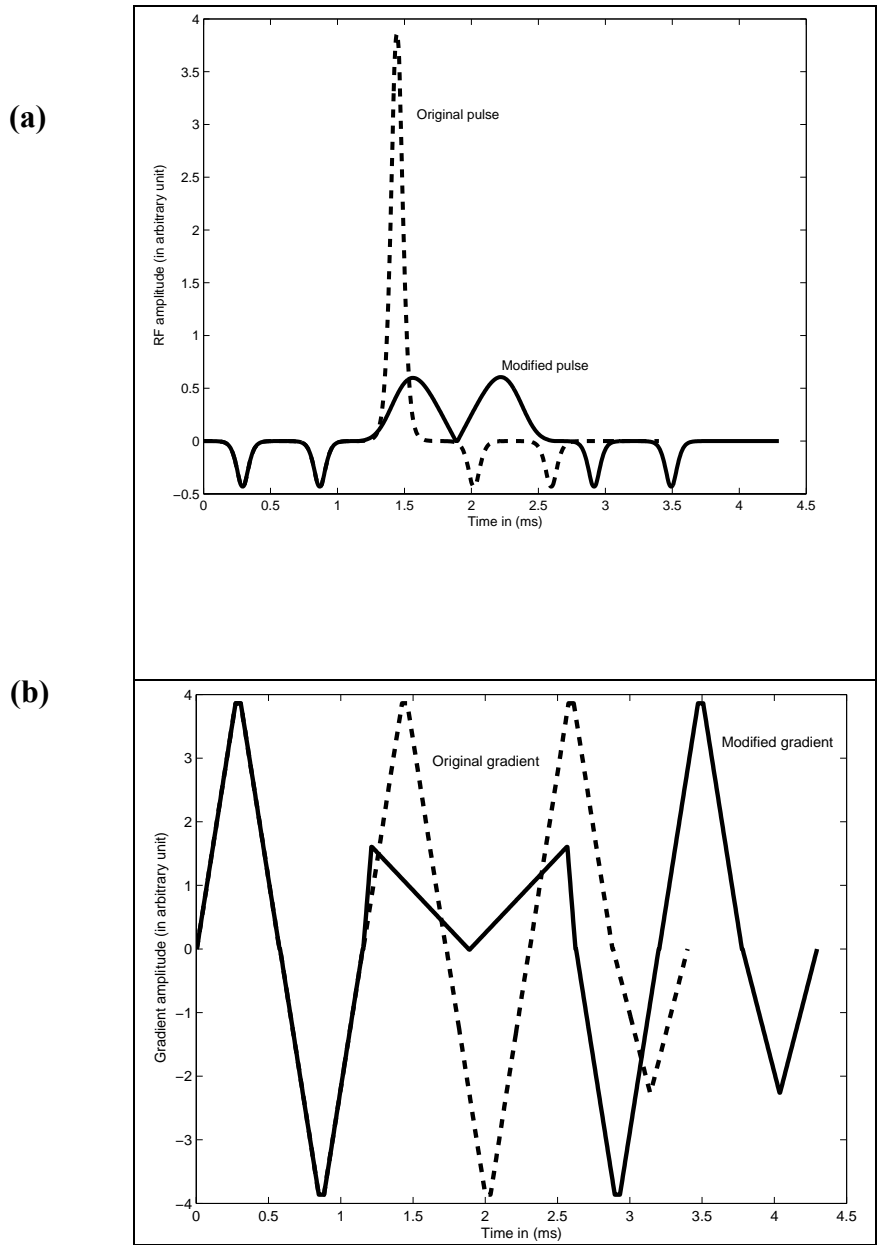 (a)
RF amplitude (in arbitrary unit)
4
3.5
3
2.5
2
1.5
1
0.5
0
−0.5
Original pulse
Modified pulse
0 0.5 1 1.5 2 2.5 3 3.5 4 4.5
Time in (ms)
(b)
Gradient amplitude (in arbitrary unit)
4
3
2
1
0
−1
−2
−3
−4
Original gradient
Modified gradient
0 0.5 1 1.5 2 2.5 3 3.5 4 4.5
Time in (ms)